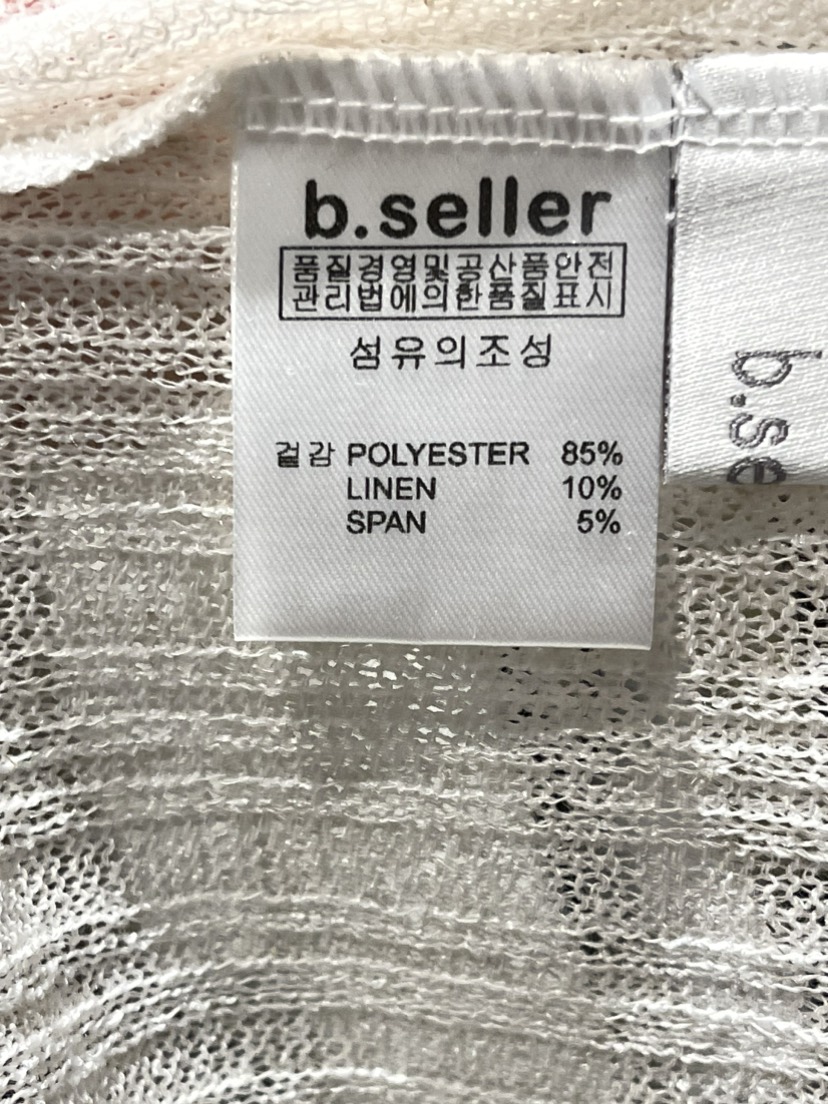 b.seller
품질경영및공산품안전
관리법에의한품질표시
섬유의조성
겉감 POLYESTER 85%
LINEN 10%
SPAN 5%
b.se